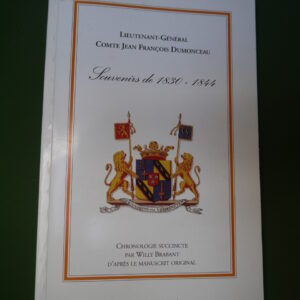 Lieutenant-Général
Comte Jean François Dumonceau
Souvenirs de 1830 - 1844
Chronologie succincte
par Willy Brabant
d'après le manuscrit original